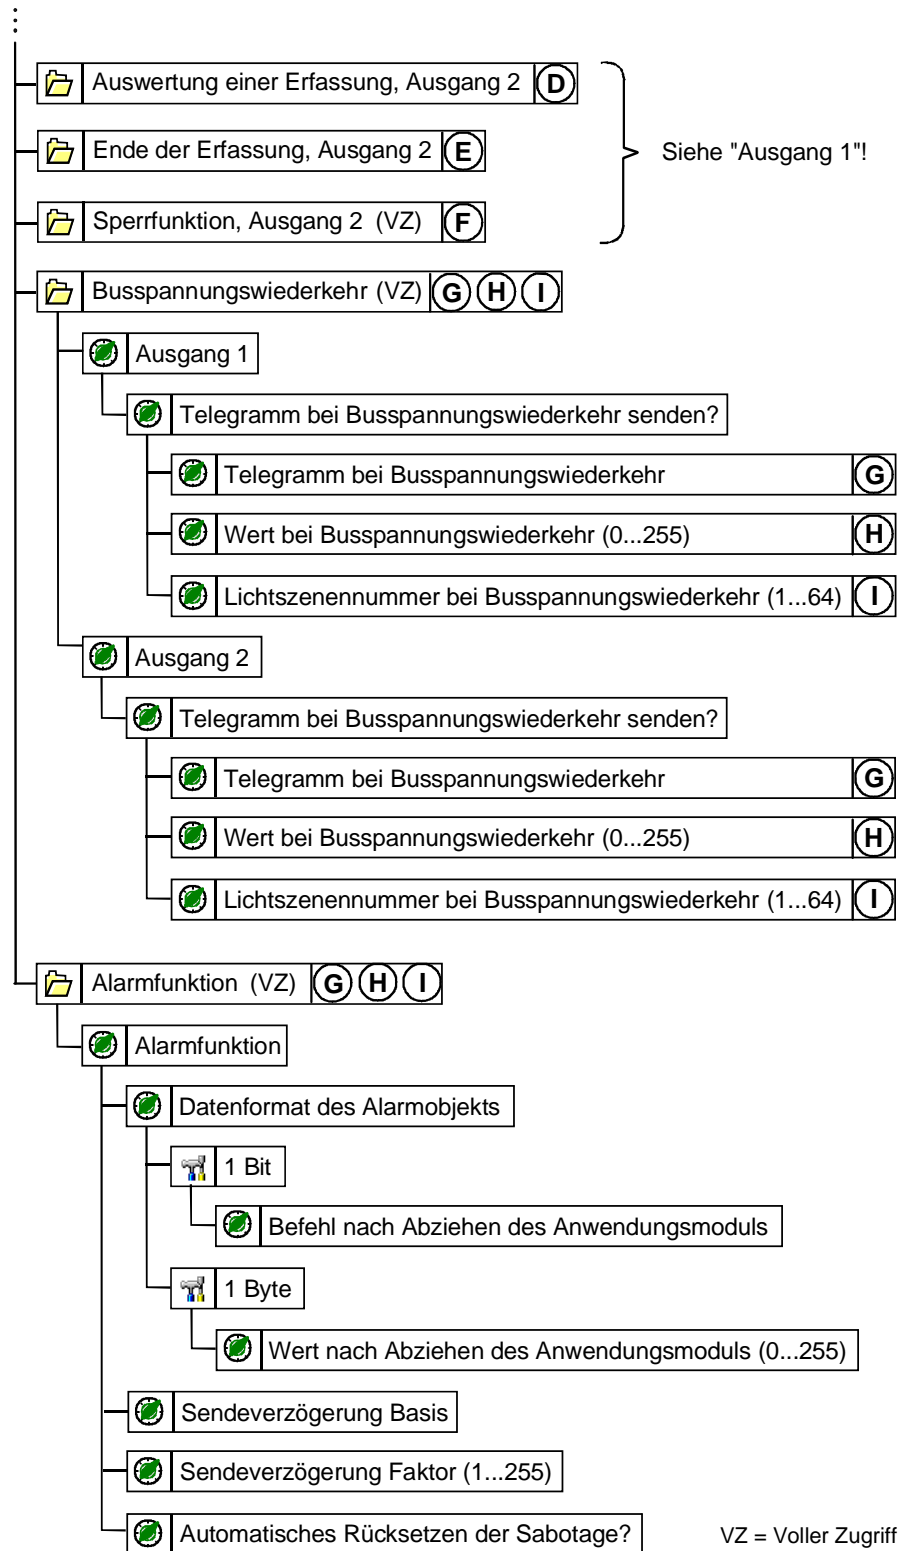 Auswertung einer Erfassung, Ausgang 2 D
Ende der Erfassung, Ausgang 2 E
Siehe "Ausgang 1"!
Sperrfunktion, Ausgang 2 (VZ) F
Busspannungswiederkehr (VZ) G H I
Ausgang 1
Telegramm bei Busspannungswiederkehr senden?
Telegramm bei Busspannungswiederkehr G
Wert bei Busspannungswiederkehr (0...255) H
Lichtszenennummer bei Busspannungswiederkehr (1...64) I
Ausgang 2
Telegramm bei Busspannungswiederkehr senden?
Telegramm bei Busspannungswiederkehr G
Wert bei Busspannungswiederkehr (0...255) H
Lichtszenennummer bei Busspannungswiederkehr (1...64) I
Alarmfunktion (VZ) G H I
Alarmfunktion
Datenformat des Alarmobjekts
1 Bit
Befehl nach Abziehen des Anwendungsmoduls
1 Byte
Wert nach Abziehen des Anwendungsmoduls (0...255)
Sendeverzögerung Basis
Sendeverzögerung Faktor (1...255)
Automatisches Rücksetzen der Sabotage?
VZ = Voller Zugriff